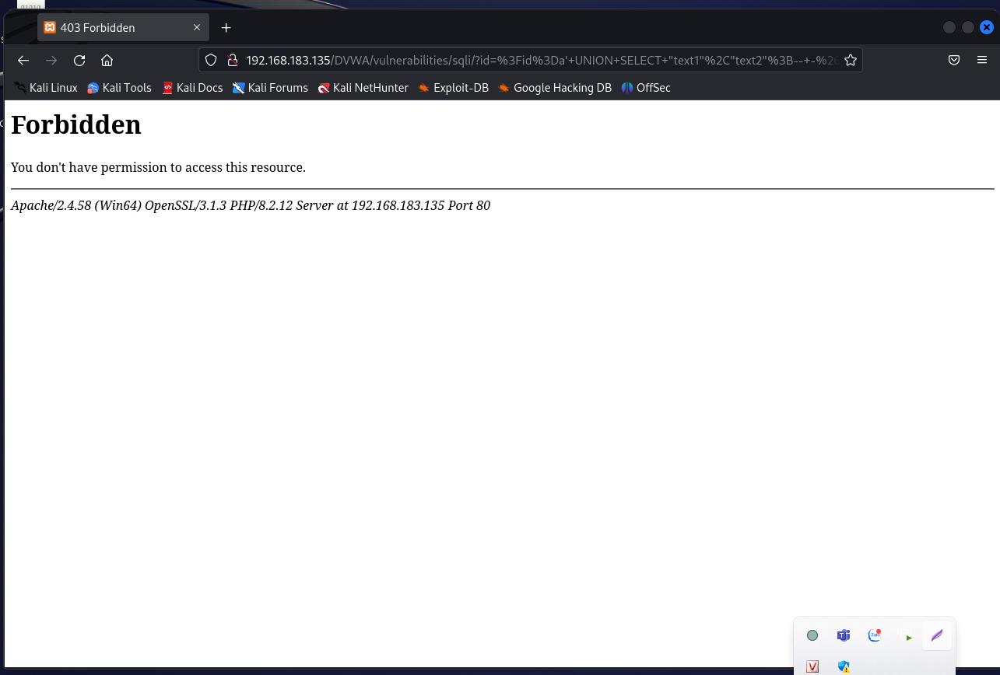 01010
403 Forbidden
192.168.183.135/DVWA/vulnerabilities/sqli/?id=%3Fid%3Da'+UNION+SELECT+"text1"%2C"text2"%3B--+-%26
Kali Linux
Kali Tools
Kali Docs
Kali Forums
Kali NetHunter
Exploit-DB
Google Hacking DB
OffSec
Forbidden
You don't have permission to access this resource.
Apache/2.4.58 (Win64) OpenSSL/3.1.3 PHP/8.2.12 Server at 192.168.183.135 Port 80
Zalo